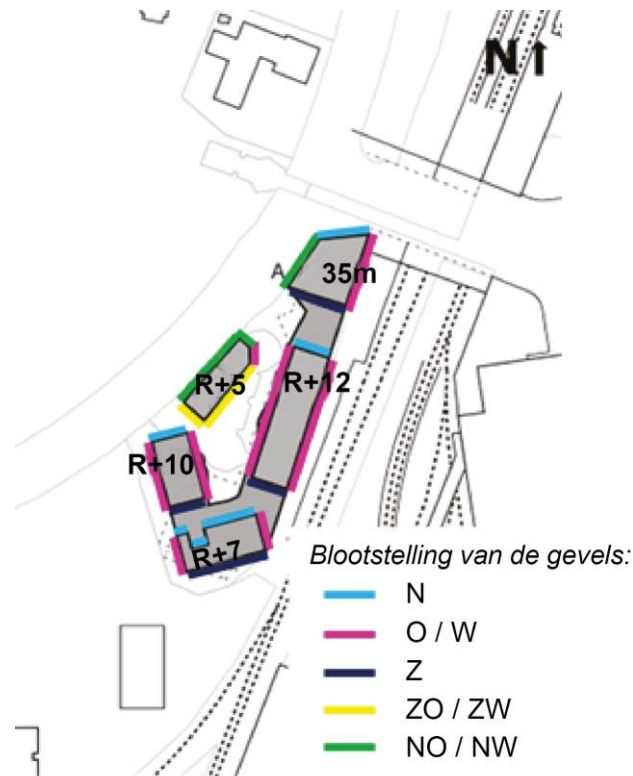 N ↑
A
35m
R+5
R+12
R+10
R+7
Blootstelling van de gevels:
N
O / W
Z
ZO / ZW
NO / NW